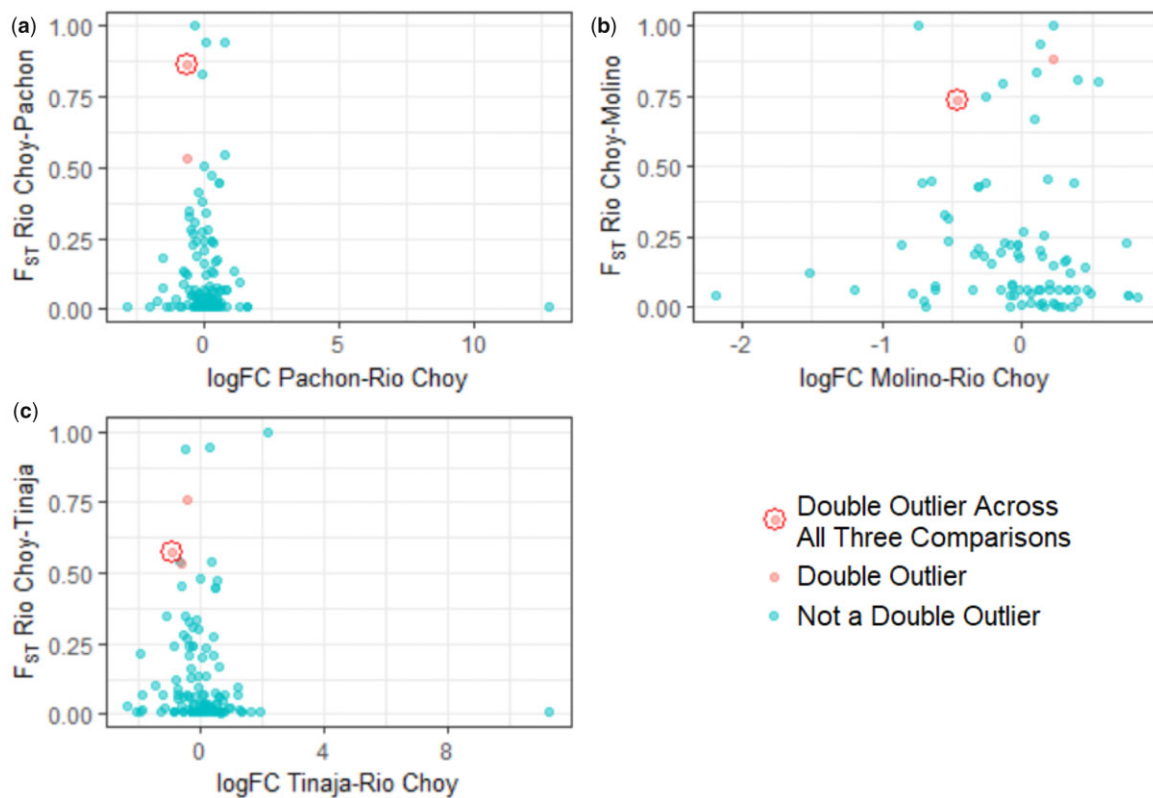 (a)
1.00
0.75
0.50
0.25
0.00
F_ST Rio Choy-Pachon
0
5
10
logFC Pachon-Rio Choy
(b)
1.00
0.75
0.50
0.25
0.00
F_ST Rio Choy-Molino
-2
-1
0
logFC Molino-Rio Choy
(c)
1.00
0.75
0.50
0.25
0.00
F_ST Rio Choy-Tinaja
0
4
8
logFC Tinaja-Rio Choy
Double Outlier Across
All Three Comparisons
Double Outlier
Not a Double Outlier